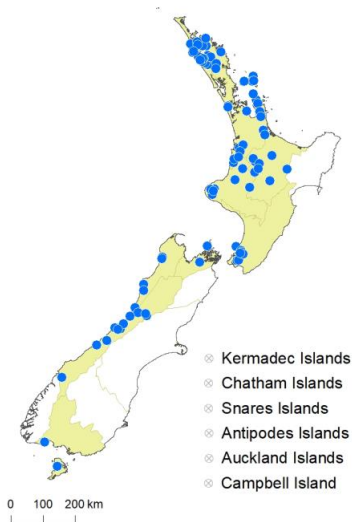 Kermadec Islands
Chatham Islands
Snares Islands
Antipodes Islands
Auckland Islands
Campbell Island
0 100 200 km